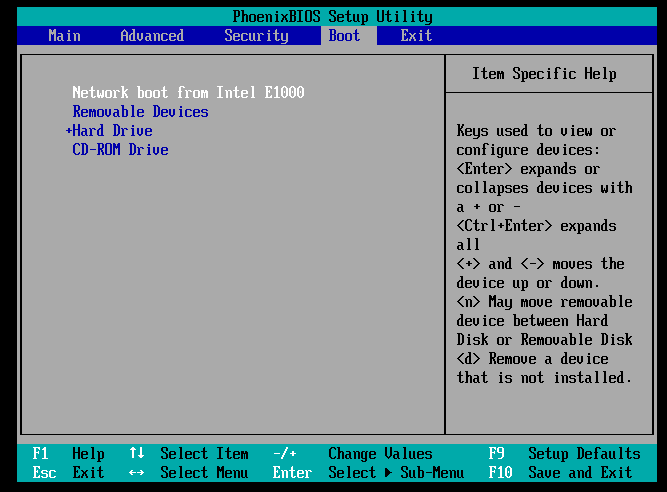 PhoenixBIOS Setup Utility
Main Advanced Security Boot Exit
Item Specific Help
Network boot from Intel E1000
Removable Devices
+Hard Drive
CD-ROM Drive
Keys used to view or
configure devices:
<Enter> expands or
collapses devices with
a + or -
<Ctrl+Enter> expands
all
<+> and <-> moves the
device up or down.
<n> May move removable
device between Hard
Disk or Removable Disk
<d> Remove a device
that is not installed.
F1 Help ↑↓ Select Item -/+ Change Values F9 Setup Defaults
Esc Exit ↔ Select Menu Enter Select ▶ Sub-Menu F10 Save and Exit